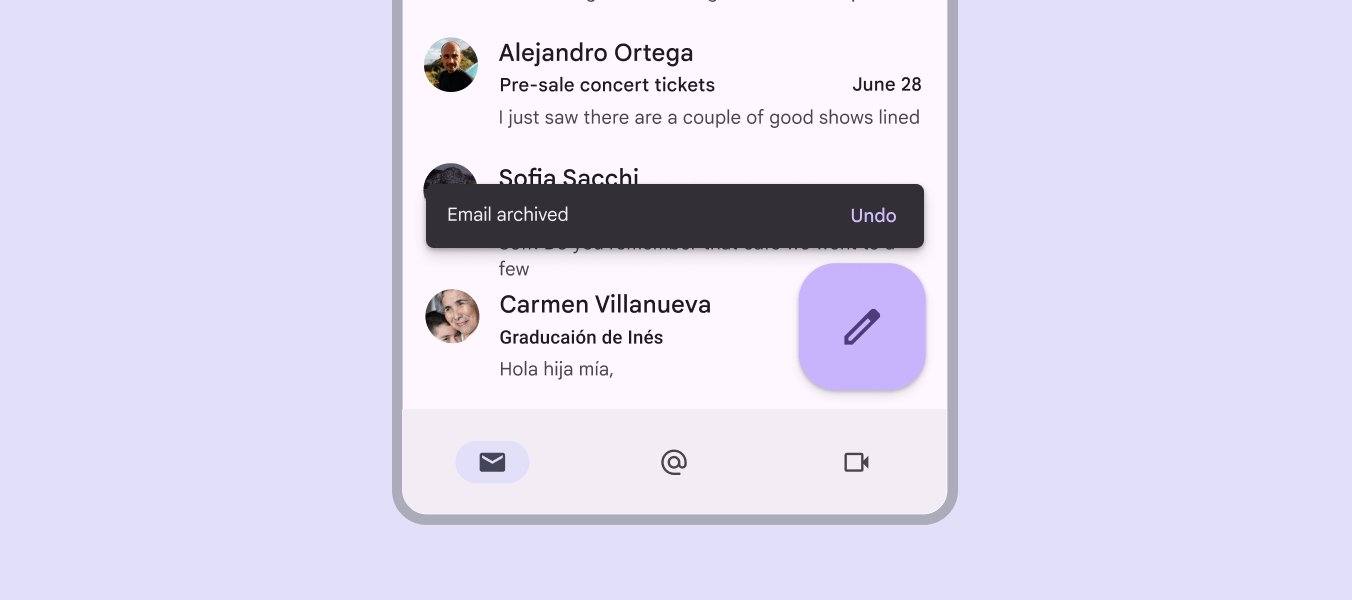 Alejandro Ortega
Pre-sale concert tickets June 28
I just saw there are a couple of good shows lined
Sofia Sacchi
Email archived Undo
few
Carmen Villanueva
Graducaión de Inés
Hola hija mía,